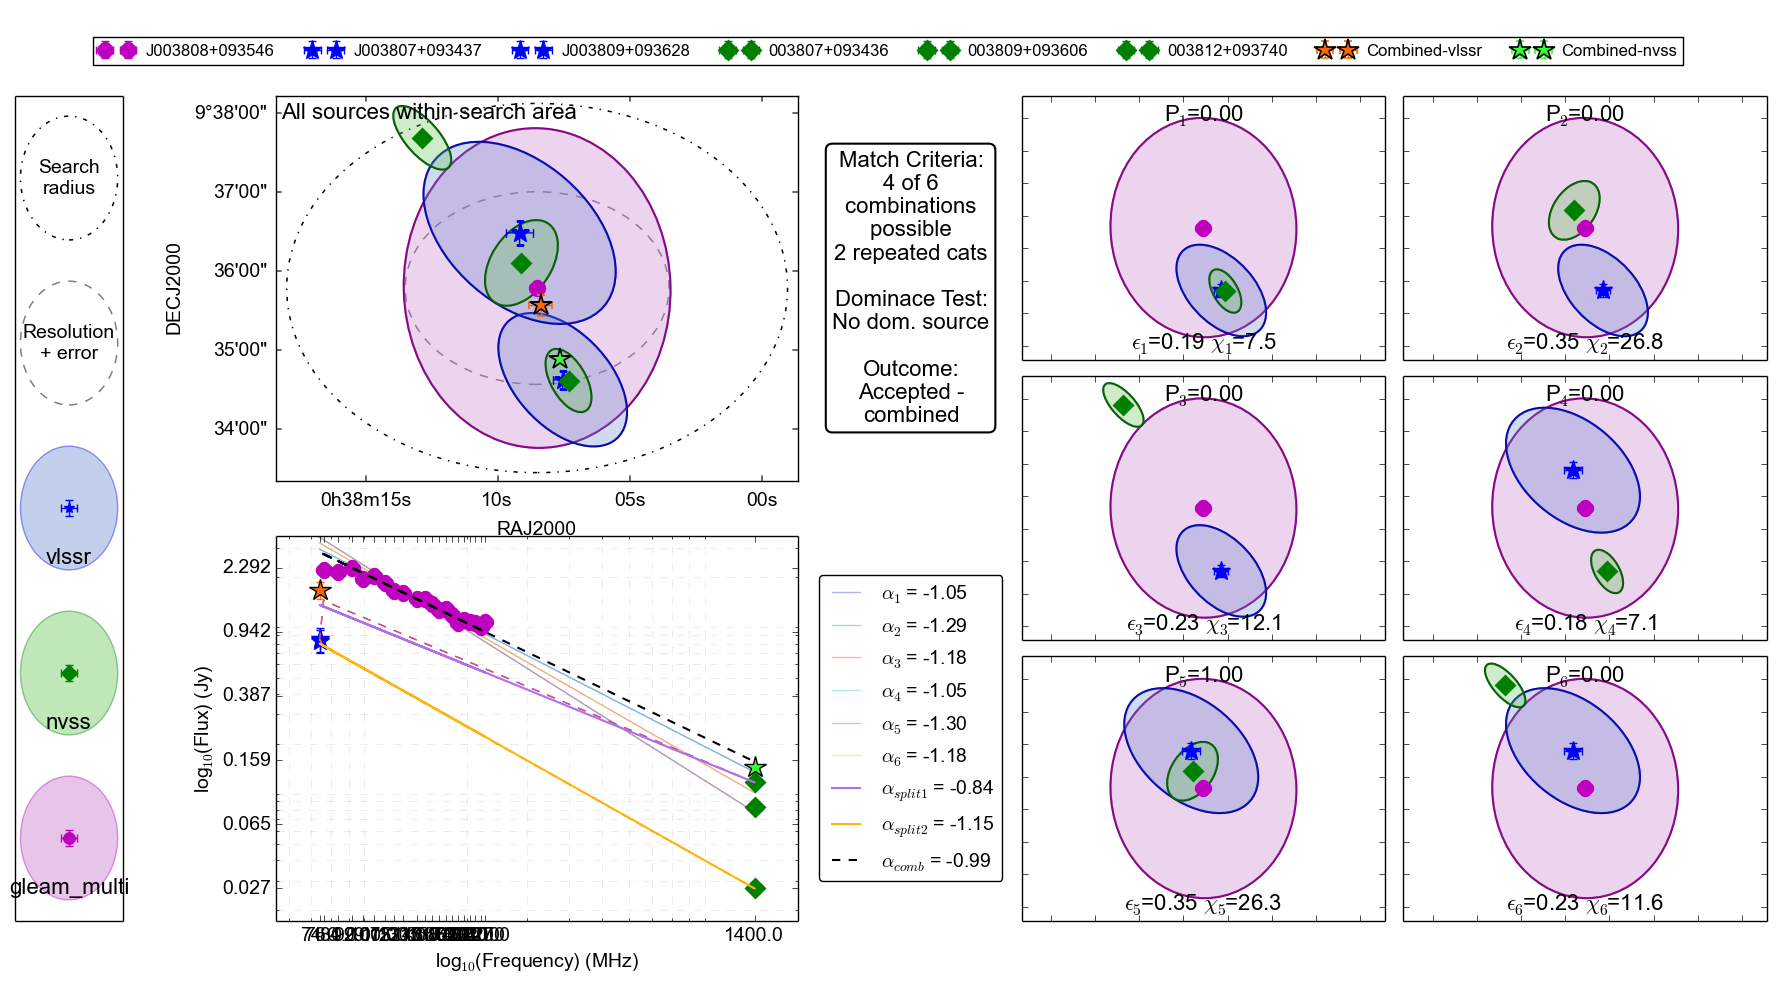 J003808+093546 J003807+093437 J003809+093628 003807+093436 003809+093606 003812+093740 Combined-vlssr Combined-nvss
Search
radius
Resolution
+ error
vlssr
nvss
gleam_multi
All sources within search area
9°38'00"
37'00"
36'00"
35'00"
34'00"
DECJ2000
0h38m15s 10s 05s 00s
RAJ2000
2.292
0.942
0.387
0.159
0.065
0.027
log₁₀(Flux) (Jy)
1400.0
log₁₀(Frequency) (MHz)
Match Criteria:
4 of 6
combinations
possible
2 repeated cats
Dominace Test:
No dom. source
Outcome:
Accepted -
combined
α₁ = -1.05
α₂ = -1.29
α₃ = -1.18
α₄ = -1.05
α₅ = -1.30
α₆ = -1.18
α_split1 = -0.84
α_split2 = -1.15
α_comb = -0.99
P₁=0.00
ϵ₁=0.19 χ₁=7.5
P₂=0.00
ϵ₂=0.35 χ₂=26.8
P₃=0.00
ϵ₃=0.23 χ₃=12.1
P₄=0.00
ϵ₄=0.18 χ₄=7.1
P₅=1.00
ϵ₅=0.35 χ₅=26.3
P₆=0.00
ϵ₆=0.23 χ₆=11.6